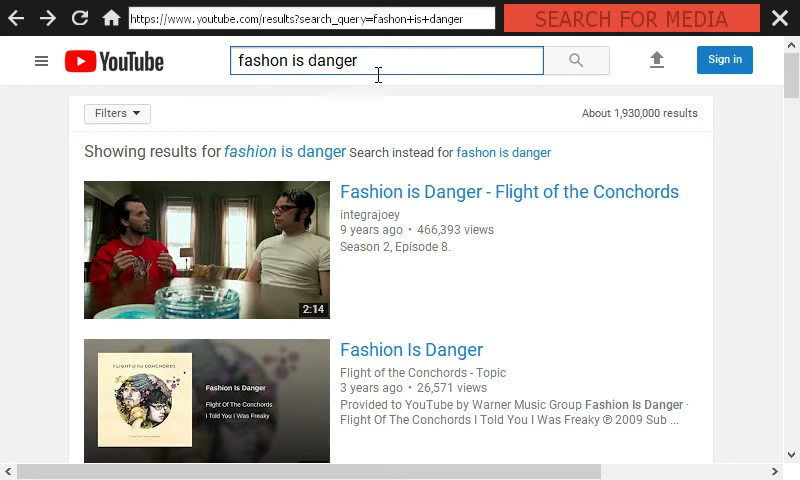 https://www.youtube.com/results?search_query=fashon+is+danger
SEARCH FOR MEDIA
YouTube
fashon is danger
Sign in
Filters
About 1,930,000 results
Showing results for fashion is danger Search instead for fashon is danger
Fashion is Danger - Flight of the Conchords
integrajoey
9 years ago • 466,393 views
Season 2, Episode 8.
2:14
FLIGHT OF THE CONCHORDS
Fashion Is Danger
Flight Of The Conchords
I Told You I Was Freaky
Fashion Is Danger
Flight of the Conchords - Topic
3 years ago • 26,571 views
Provided to YouTube by Warner Music Group Fashion Is Danger ·
Flight Of The Conchords I Told You I Was Freaky ℗ 2009 Sub ...